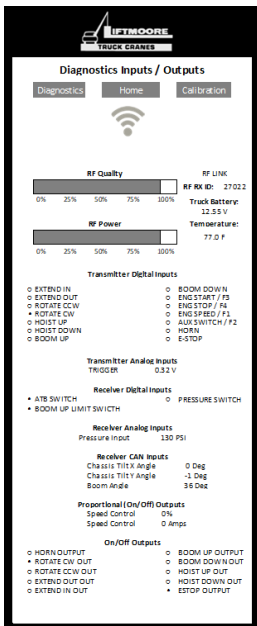 LIFTMOORE
TRUCK CRANES
Diagnostics Inputs / Outputs
Diagnostics Home Calibration
RF Quality RF LINK
RF RX ID: 27022
0% 25% 50% 75% 100% Truck Battery:
12.55 V
RF Power Temperature:
77.0 F
0% 25% 50% 75% 100%
Transmitter Digital Inputs
○ EXTEND IN ○ BOOM DOWN
○ EXTEND OUT ○ ENG START / F3
○ ROTATE CCW ○ ENG STOP / F4
• ROTATE CW ○ ENG SPEED / F1
○ HOIST UP ○ AUX SWITCH / F2
○ HOIST DOWN ○ HORN
○ BOOM UP ○ E-STOP
Transmitter Analog Inputs
TRIGGER 0.32 V
Receiver Digital Inputs
• ATB SWITCH ○ PRESSURE SWITCH
• BOOM UP LIMIT SWICTH
Receiver Analog Inputs
Pressure Input 130 PSI
Receiver CAN Inputs
Chassis Tilt X Angle 0 Deg
Chassis Tilt Y Angle -1 Deg
Boom Angle 36 Deg
Proportional (On/Off) Outputs
Speed Control 0%
Speed Control 0 Amps
On/Off Outputs
○ HORN OUTPUT ○ BOOM UP OUTPUT
• ROTATE CW OUT ○ BOOM DOWN OUT
○ ROTATE CCW OUT ○ HOIST UP OUT
○ EXTEND OUT OUT ○ HOIST DOWN OUT
○ EXTEND IN OUT • ESTOP OUTPUT